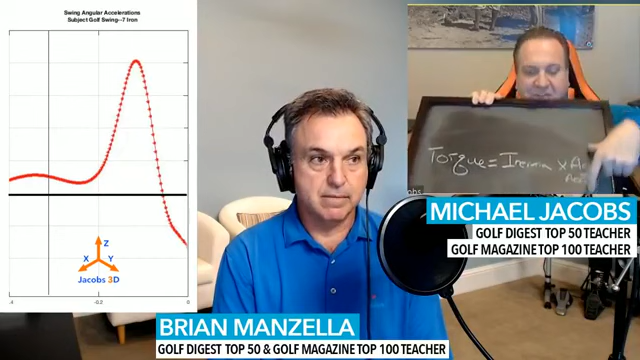 Swing Angular Accelerations
Subject Golf Swing--7 Iron
Z
X
Y
Jacobs 3D
.4
-0.2
0
Torque = Inertia x
MICHAEL JACOBS
GOLF DIGEST TOP 50 TEACHER
GOLF MAGAZINE TOP 100 TEACHER
BRIAN MANZELLA
GOLF DIGEST TOP 50 & GOLF MAGAZINE TOP 100 TEACHER